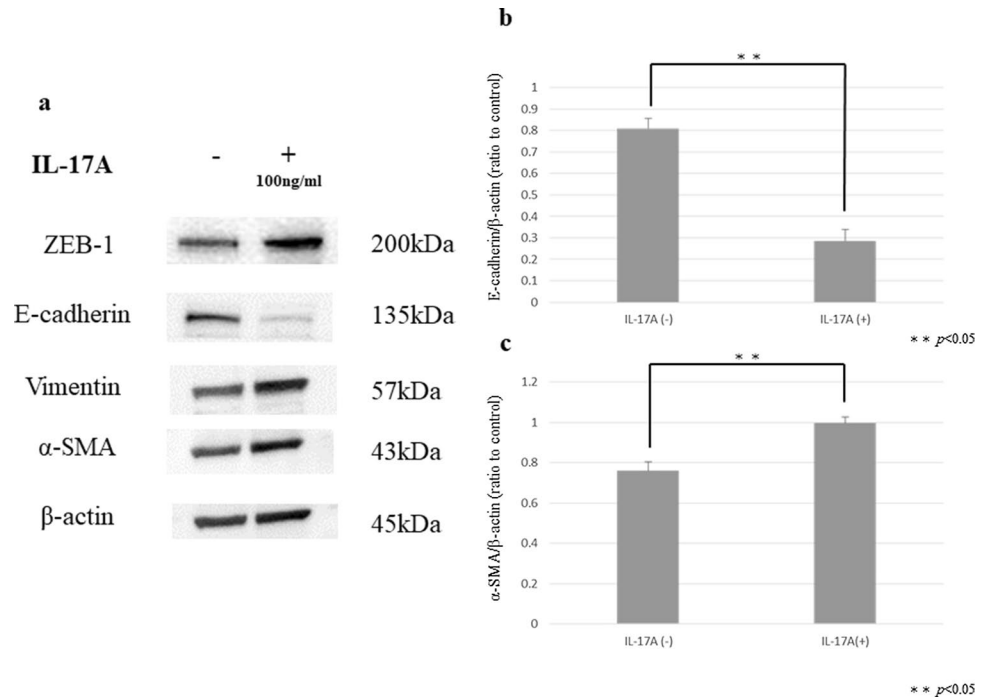 a
IL-17A - +
100ng/ml
ZEB-1 200kDa
E-cadherin 135kDa
Vimentin 57kDa
α-SMA 43kDa
β-actin 45kDa
b
* *
E-cadherin/β-actin (ratio to control)
1
0.9
0.8
0.7
0.6
0.5
0.4
0.3
0.2
0.1
0
IL-17A (-) IL-17A (+)
* * p<0.05
c
* *
α-SMA/β-actin (ratio to control)
1.2
1
0.8
0.6
0.4
0.2
0
IL-17A (-) IL-17A(+)
* * p<0.05